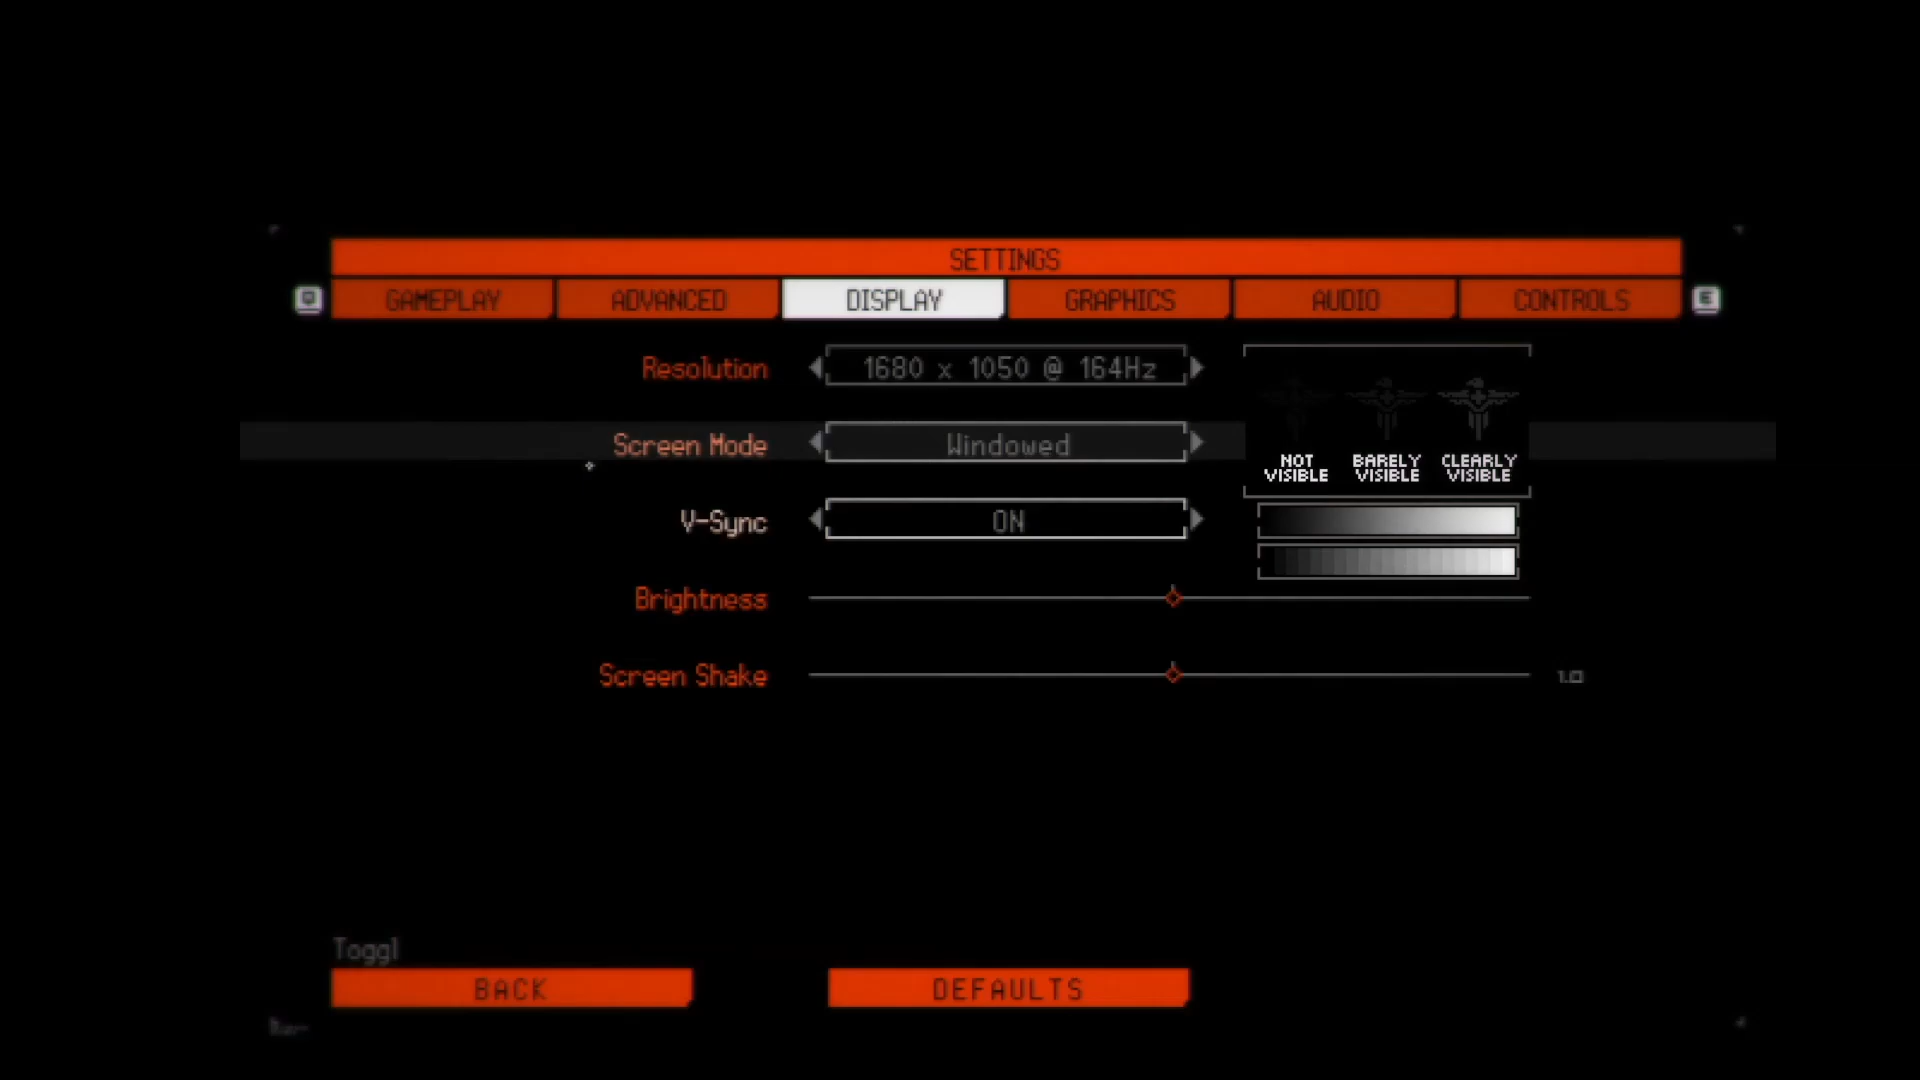 SETTINGS
GAMEPLAY ADVANCED DISPLAY GRAPHICS AUDIO CONTROLS E
Resolution 1680 x 1050 @ 164Hz
Screen Mode Windowed
NOT VISIBLE BARELY VISIBLE CLEARLY VISIBLE
V-Sync ON
Brightness
Screen Shake 1.0
Toggl
BACK DEFAULTS